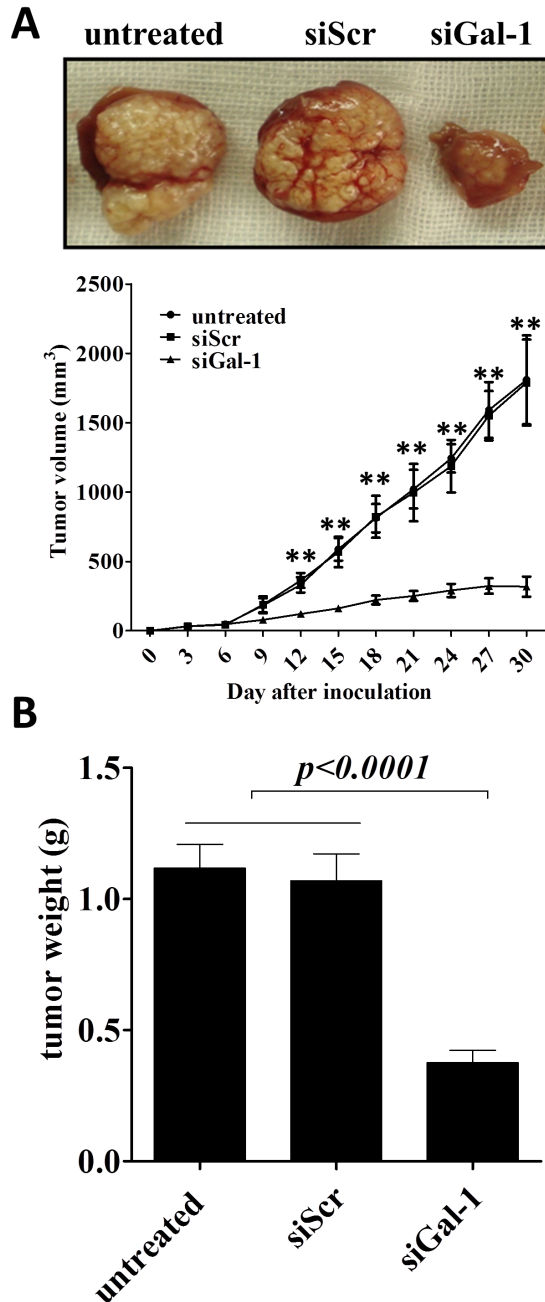 A
untreated siScr siGal-1
2500
2000
1500
1000
500
0
Tumor volume (mm³)
untreated
siScr
siGal-1
** ** ** ** ** ** **
0 3 6 9 12 15 18 21 24 27 30
Day after inoculation
B
p<0.0001
1.5
1.0
0.5
0.0
tumor weight (g)
untreated siScr siGal-1